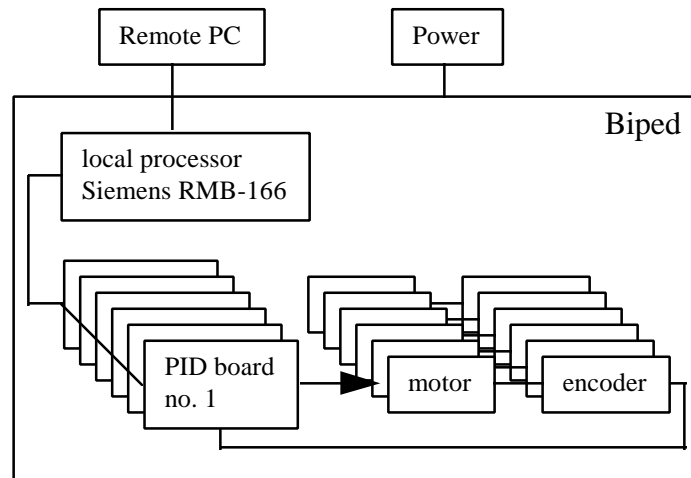 Remote PC
Power
Biped
local processor
Siemens RMB-166
PID board
no. 1
motor
encoder